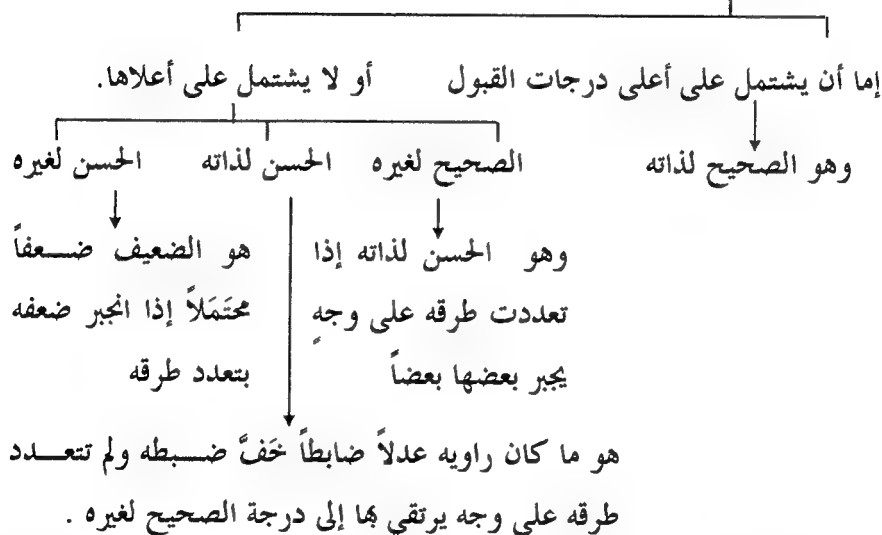 إما أن يشتمل على أعلى درجات القبول أو لا يشتمل على أعلاها.
وهو الصحيح لذاته
الصحيح لغيره
الحسن لذاته
الحسن لغيره
وهو الحسن لذاته إذا
تعددت طرقه على وجهٍ
يجبر بعضها بعضاً
هو الضعيف ضعفاً
محتَمَلاً إذا انجبر ضعفه
بتعدد طرقه
هو ما كان راويه عدلاً ضابطاً خَفَّ ضبطه ولم تتعدد
طرقه على وجه يرتقي بها إلى درجة الصحيح لغيره .